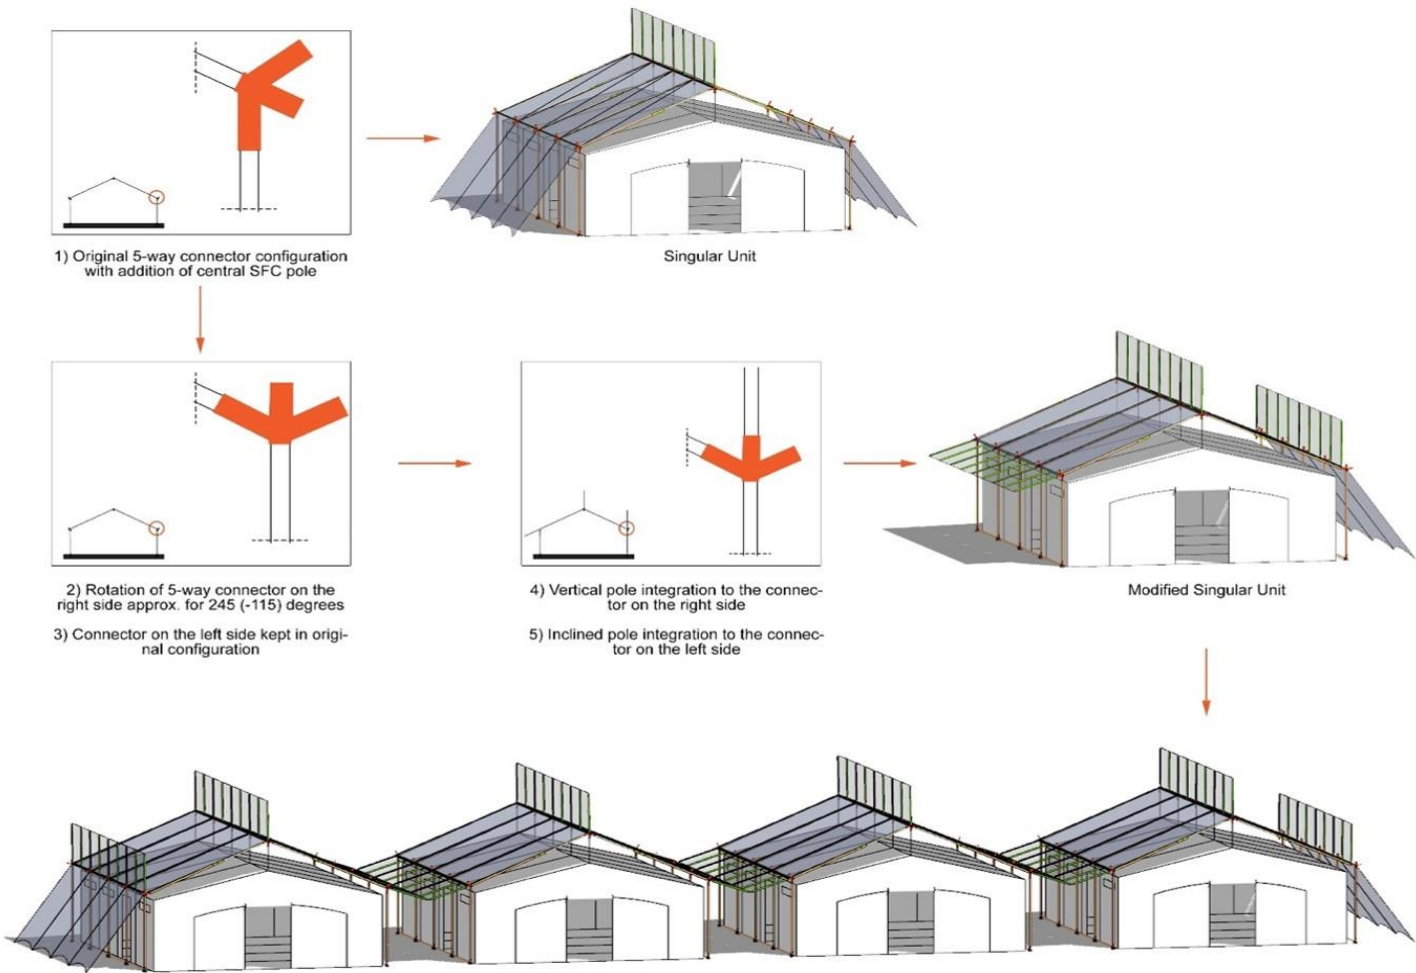 1) Original 5-way connector configuration
with addition of central SFC pole
Singular Unit
2) Rotation of 5-way connector on the
right side approx. for 245 (-115) degrees
3) Connector on the left side kept in origi-
nal configuration
4) Vertical pole integration to the connec-
tor on the right side
5) Inclined pole integration to the connec-
tor on the left side
Modified Singular Unit